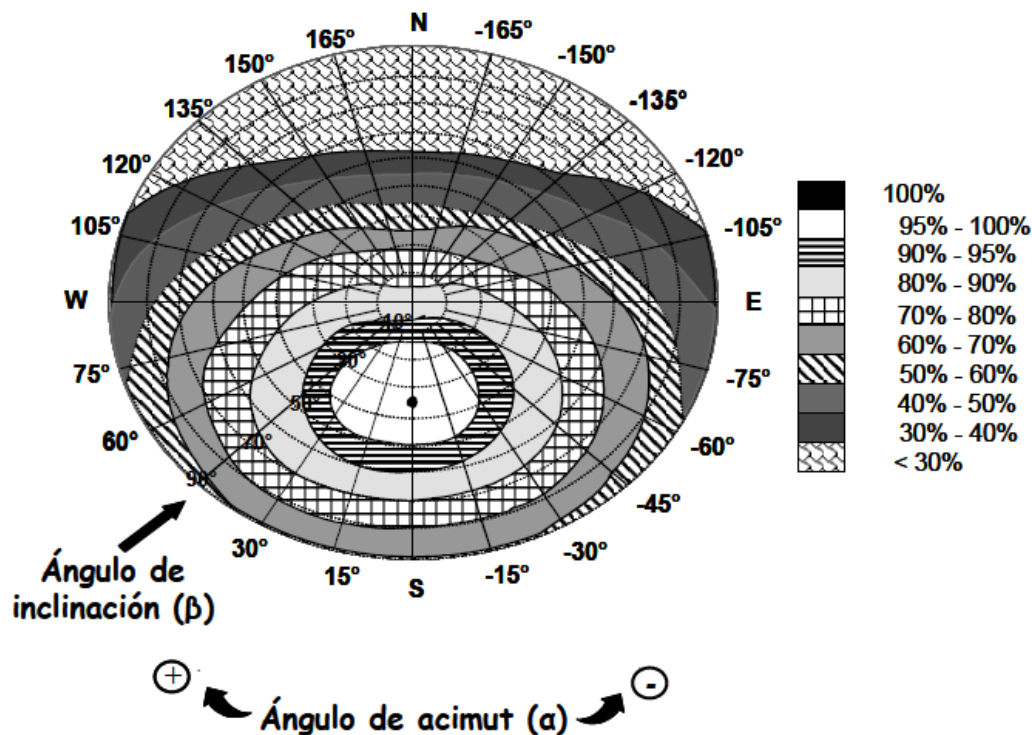 N
165º
-165º
150º
-150º
135º
-135º
120º
-120º
105º
-105º
W
E
75º
-75º
60º
-60º
-45º
30º
-30º
15º
-15º
S
10º
30º
50º
70º
90º
100%
95% - 100%
90% - 95%
80% - 90%
70% - 80%
60% - 70%
50% - 60%
40% - 50%
30% - 40%
< 30%
Ángulo de
inclinación (β)
+
-
Ángulo de acimut (α)